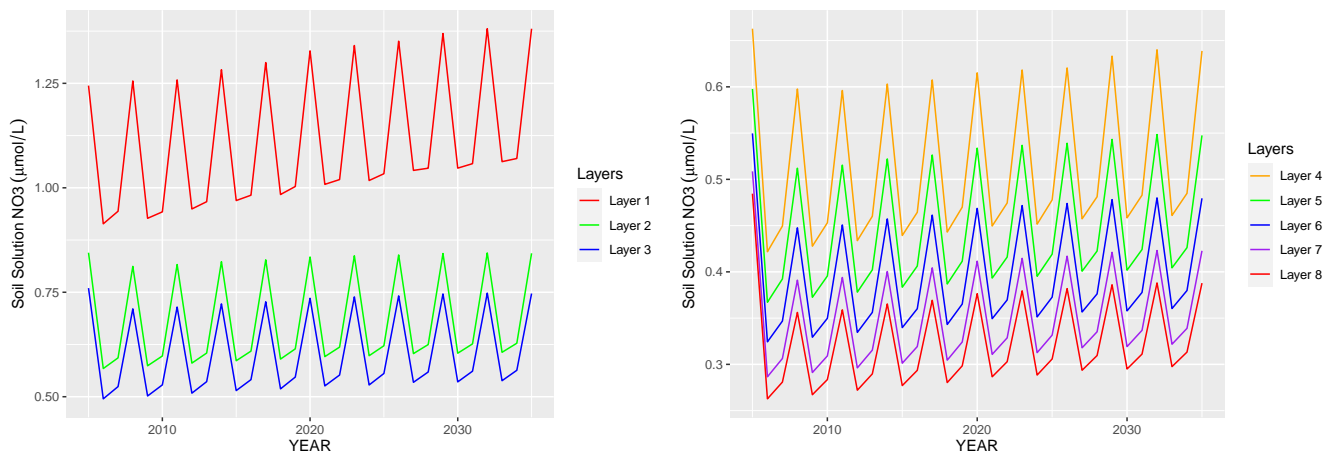 Soil Solution NO3 (μmol/L)
1.25
1.00
0.75
0.50
2010
2020
2030
YEAR
Layers
Layer 1
Layer 2
Layer 3
Soil Solution NO3 (μmol/L)
0.6
0.5
0.4
0.3
2010
2020
2030
YEAR
Layers
Layer 4
Layer 5
Layer 6
Layer 7
Layer 8